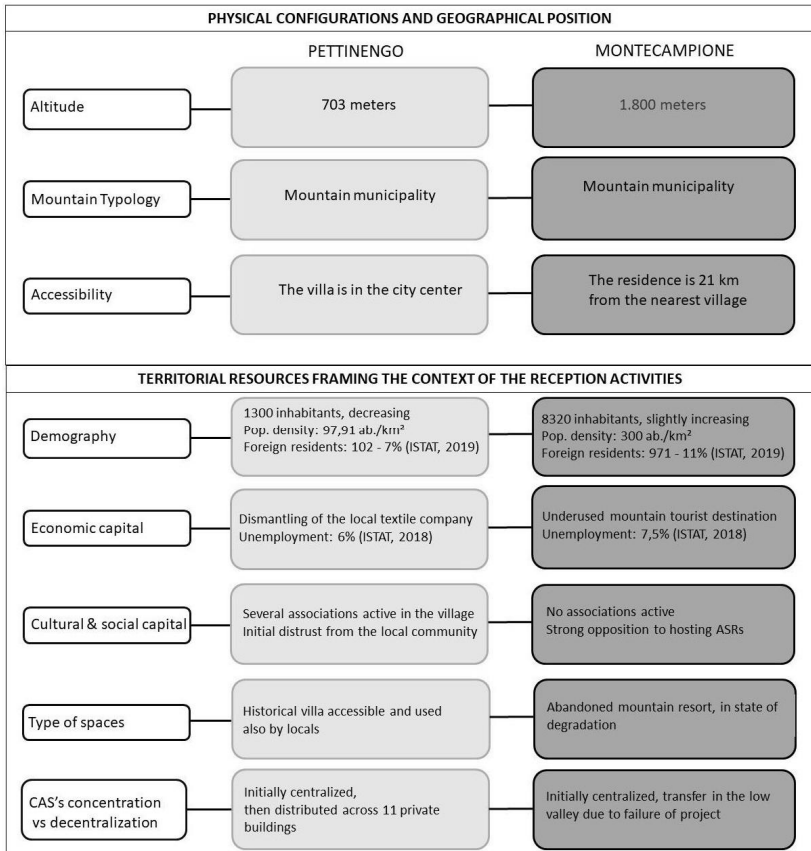 PHYSICAL CONFIGURATIONS AND GEOGRAPHICAL POSITION
PETTINENGO
MONTECAMPIONE
Altitude
703 meters
1.800 meters
Mountain Typology
Mountain municipality
Mountain municipality
Accessibility
The villa is in the city center
The residence is 21 km
from the nearest village
TERRITORIAL RESOURCES FRAMING THE CONTEXT OF THE RECEPTION ACTIVITIES
Demography
1300 inhabitants, decreasing
Pop. density: 97,91 ab./km²
Foreign residents: 102 - 7% (ISTAT, 2019)
8320 inhabitants, slightly increasing
Pop. density: 300 ab./km²
Foreign residents: 971 - 11% (ISTAT, 2019)
Economic capital
Dismantling of the local textile company
Unemployment: 6% (ISTAT, 2018)
Underused mountain tourist destination
Unemployment: 7,5% (ISTAT, 2018)
Cultural & social capital
Several associations active in the village
Initial distrust from the local community
No associations active
Strong opposition to hosting ASRs
Type of spaces
Historical villa accessible and used
also by locals
Abandoned mountain resort, in state of
degradation
CAS's concentration
vs decentralization
Initially centralized,
then distributed across 11 private
buildings
Initially centralized, transfer in the low
valley due to failure of project